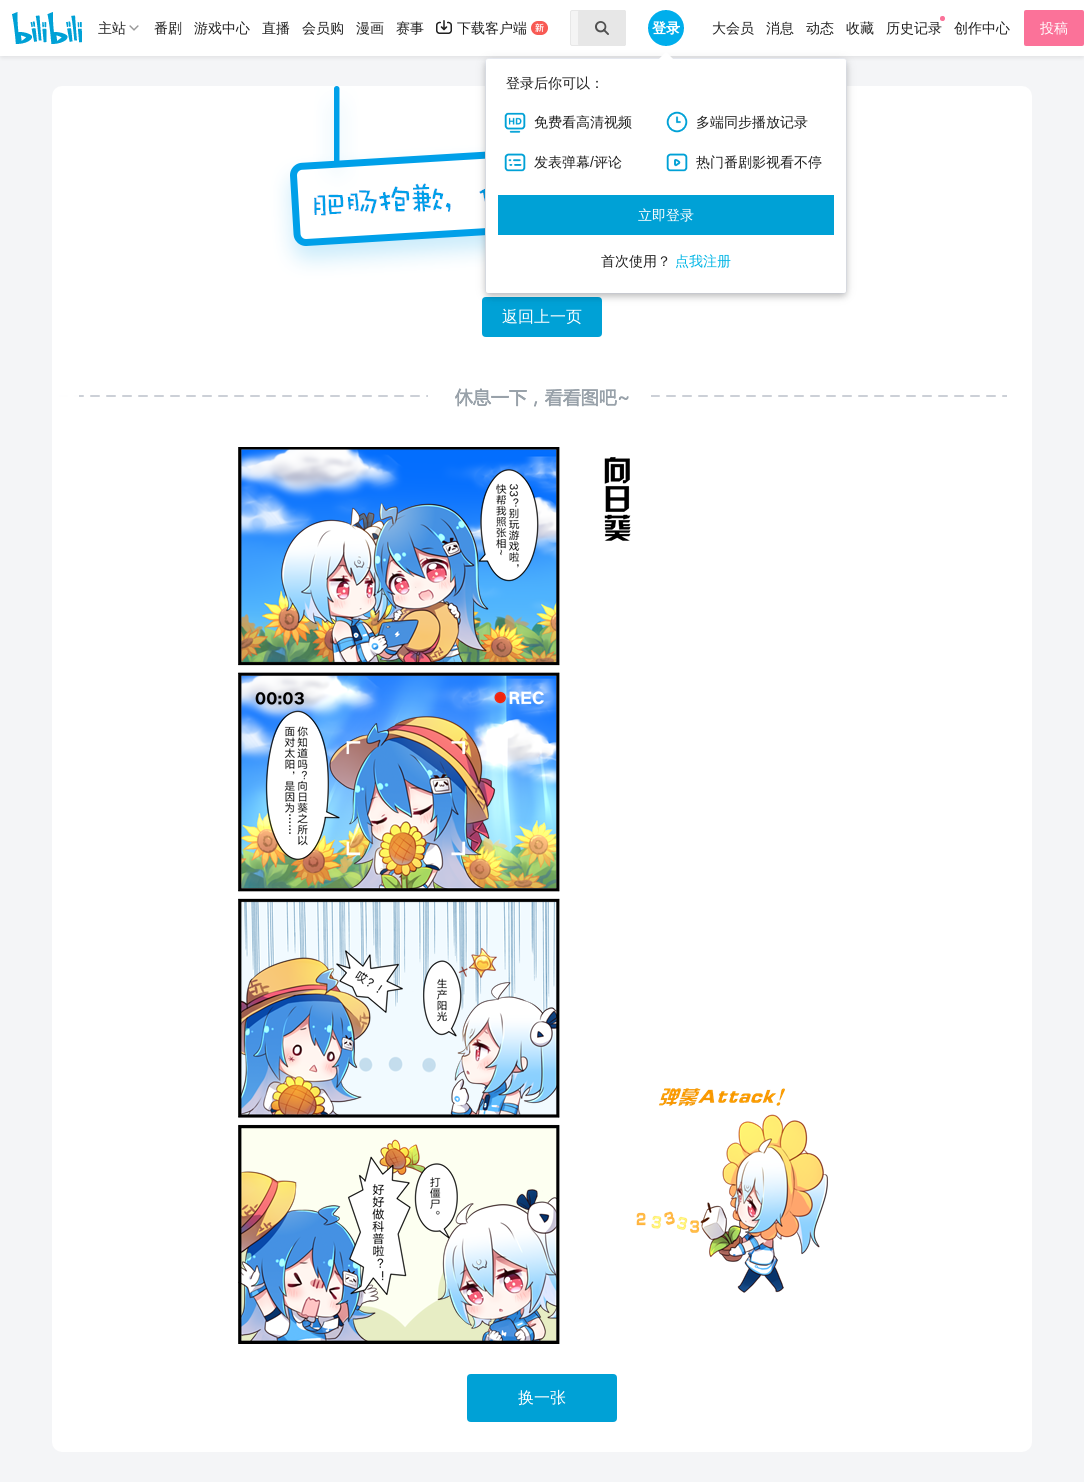 bilibili
主站 番剧 游戏中心 直播 会员购 漫画 赛事 下载客户端 新 登录 大会员 消息 动态 收藏 历史记录 创作中心 投稿
登录后你可以：
HD 免费看高清视频 多端同步播放记录
发表弹幕/评论 热门番剧影视看不停
立即登录
首次使用？ 点我注册
肥肠抱歉，
返回上一页
休息一下，看看图吧~
向日葵
33？别玩游戏啦，
快帮我照张相~
00:03 REC
你知道吗？向日葵之所以
面对太阳，是因为……
哎？！
生产阳光
弹幕Attack！
打僵尸。
好好做科普啦？！
2 3 3 3 3
换一张